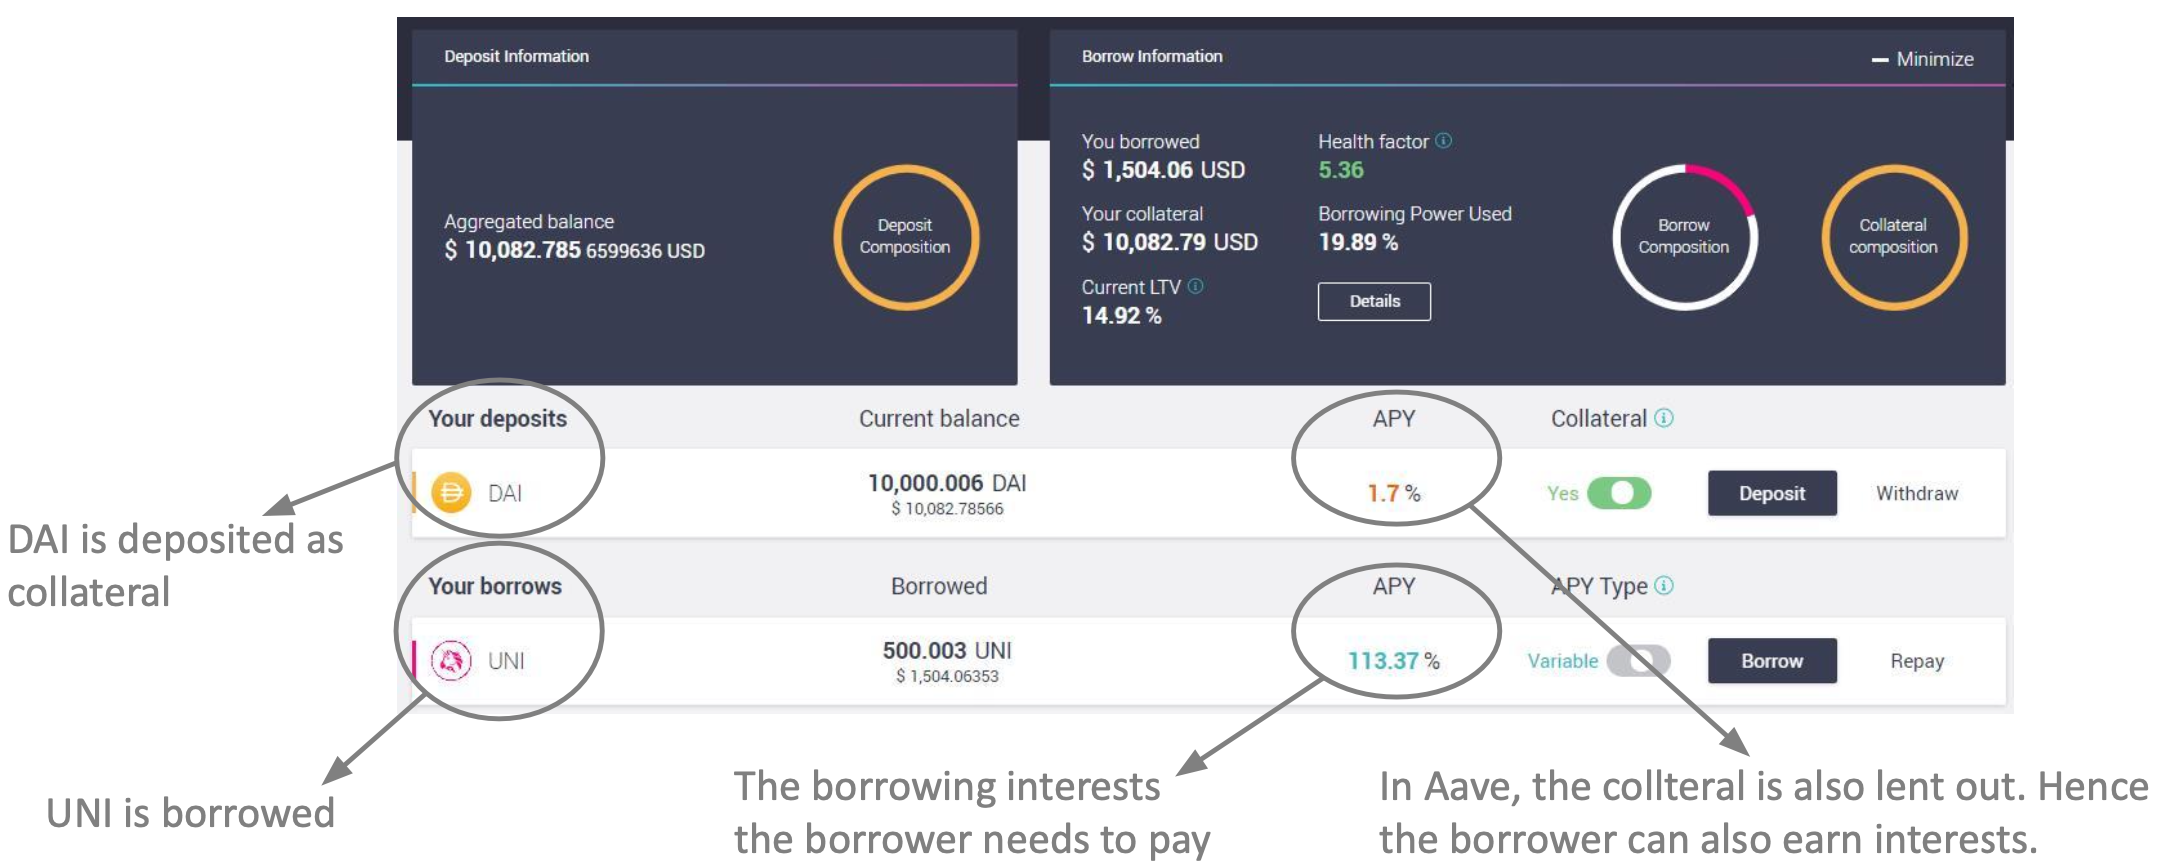 Deposit Information
Borrow Information
Minimize
Aggregated balance
$ 10,082.785 6599636 USD
Deposit
Composition
You borrowed
$ 1,504.06 USD
Health factor
5.36
Your collateral
$ 10,082.79 USD
Borrowing Power Used
19.89 %
Current LTV
14.92 %
Details
Borrow
Composition
Collateral
composition
Your deposits
Current balance
APY
Collateral
DAI
10,000.006 DAI
$ 10,082.78566
1.7 %
Yes
Deposit
Withdraw
Your borrows
Borrowed
APY
APY Type
UNI
500.003 UNI
$ 1,504.06353
113.37 %
Variable
Borrow
Repay
DAI is deposited as
collateral
UNI is borrowed
The borrowing interests
the borrower needs to pay
In Aave, the collteral is also lent out. Hence
the borrower can also earn interests.